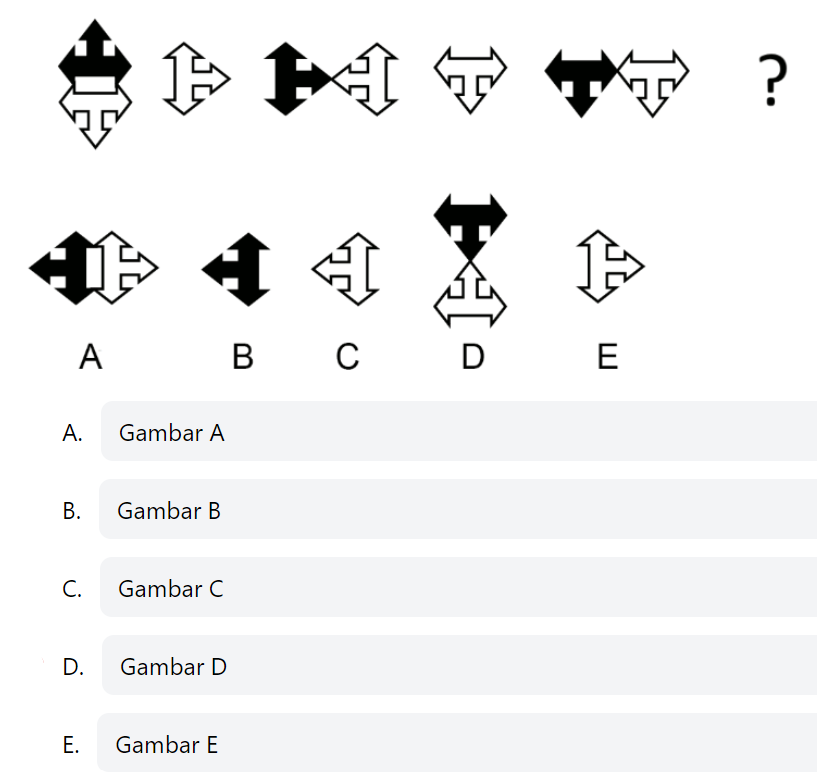 ?
A B C D E
A. Gambar A
B. Gambar B
C. Gambar C
D. Gambar D
E. Gambar E